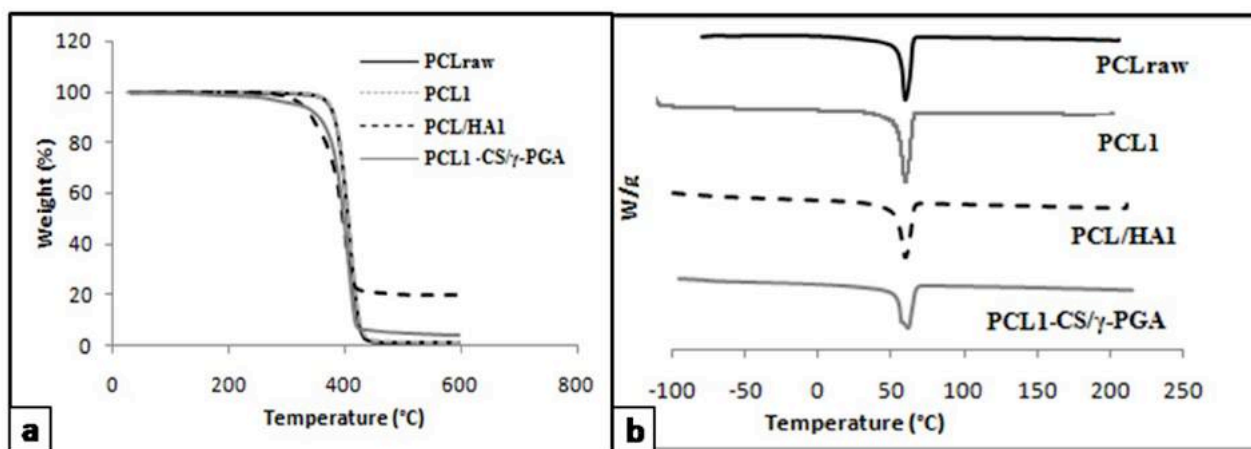 120
100
80
60
40
20
0
Weight (%)
PCLraw
PCL1
PCL/HA1
PCL1 -CS/γ-PGA
0 200 400 600 800
Temperature (°C)
a
W/g
PCLraw
PCL1
PCL/HA1
PCL1-CS/γ-PGA
-100 -50 0 50 100 150 200 250
Temperature (°C)
b